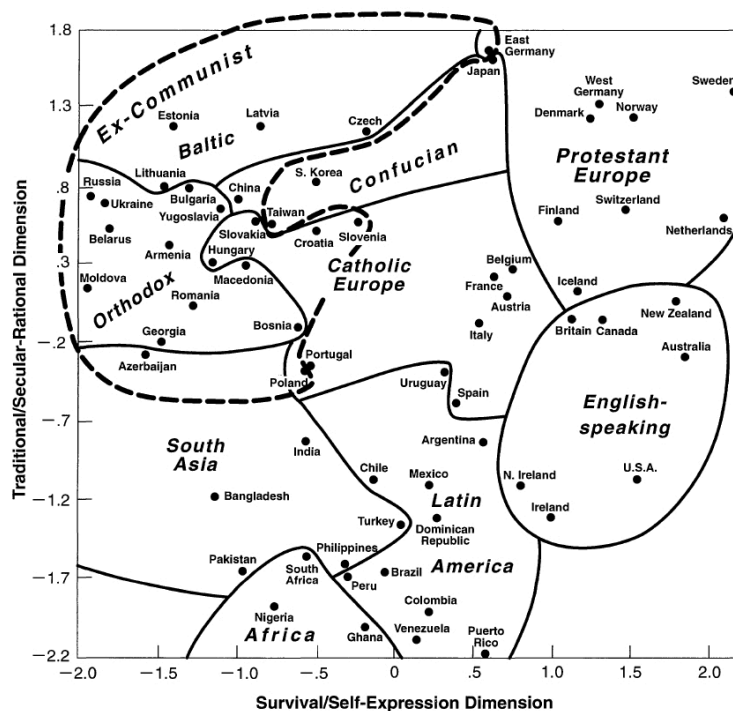 1.8
1.3
.8
.3
−.2
−.7
−1.2
−1.7
−2.2
Traditional/Secular-Rational Dimension
−2.0
−1.5
−1.0
−.5
0
.5
1.0
1.5
2.0
Survival/Self-Expression Dimension
Ex-Communist
Baltic
Confucian
Protestant
Europe
Orthodox
Catholic
Europe
English-
speaking
South
Asia
Latin
America
Africa
East
Germany
Japan
West
Germany
Sweden
Denmark
Norway
Estonia
Latvia
Czech
S. Korea
Lithuania
Russia
Bulgaria
China
Ukraine
Yugoslavia
Taiwan
Switzerland
Slovakia
Croatia
Slovenia
Finland
Netherlands
Belarus
Armenia
Hungary
Macedonia
Belgium
France
Austria
Iceland
Moldova
Romania
New Zealand
Bosnia
Italy
Britain
Canada
Georgia
Azerbaijan
Portugal
Poland
Australia
Uruguay
Spain
India
Argentina
Chile
Mexico
N. Ireland
U.S.A.
Bangladesh
Turkey
Dominican
Republic
Ireland
Pakistan
South
Africa
Philippines
Peru
Brazil
Nigeria
Colombia
Ghana
Venezuela
Puerto
Rico